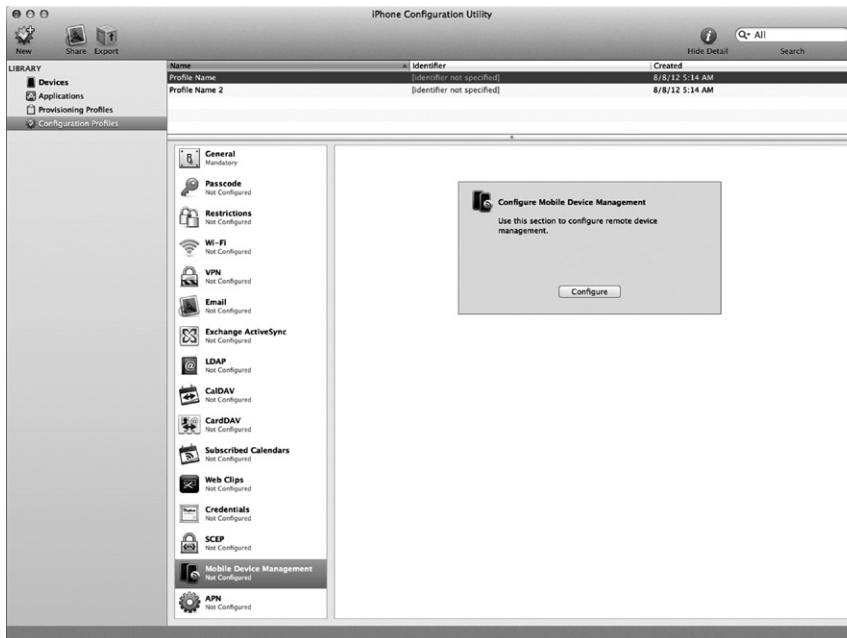 iPhone Configuration Utility
New Share Export Hide Detail All Search
LIBRARY
Devices
Applications
Provisioning Profiles
Configuration Profiles
Name Identifier Created
Profile Name [identifier not specified] 8/8/12 5:14 AM
Profile Name 2 [identifier not specified] 8/8/12 5:14 AM
General
Mandatory
Passcode
Not Configured
Restrictions
Not Configured
Wi-Fi
Not Configured
VPN
Not Configured
Email
Not Configured
Exchange ActiveSync
Not Configured
LDAP
Not Configured
CalDAV
Not Configured
CardDAV
Not Configured
Subscribed Calendars
Not Configured
Web Clips
Not Configured
Credentials
Not Configured
SCEP
Not Configured
Mobile Device Management
Not Configured
APN
Not Configured
Configure Mobile Device Management
Use this section to configure remote device
management.
Configure